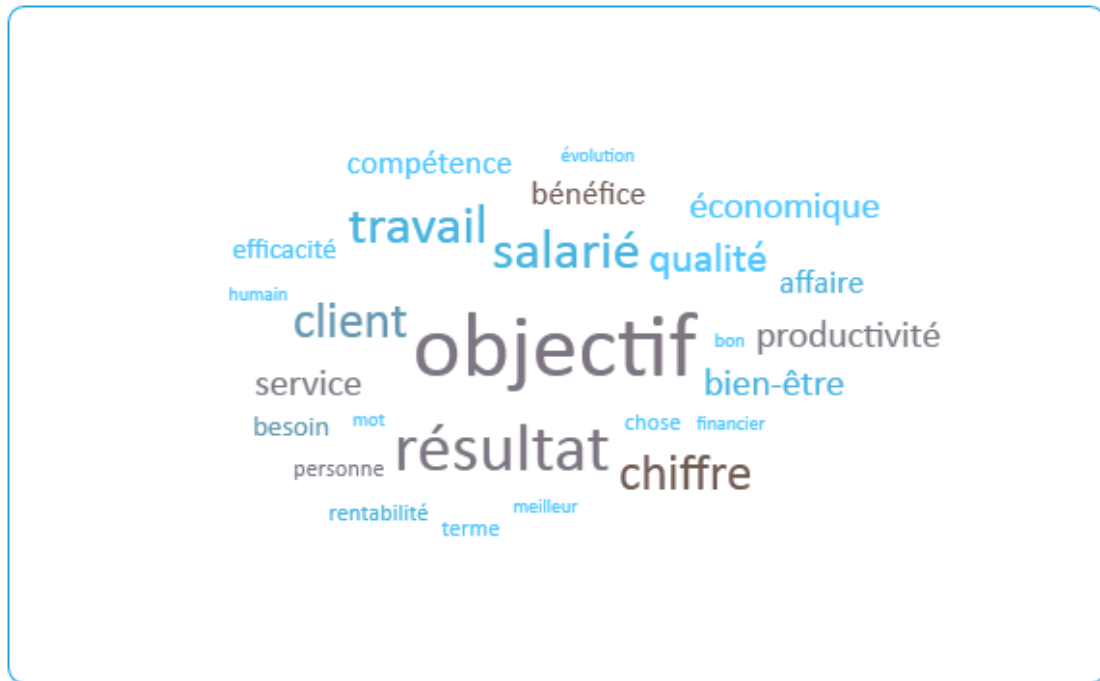 évolution
compétence
bénéfice
économique
travail
salarié
efficacité
qualité
affaire
humain
client
objectif
bon
productivité
service
bien-être
besoin
mot
chose
financier
résultat
personne
chiffre
rentabilité
meilleur
terme